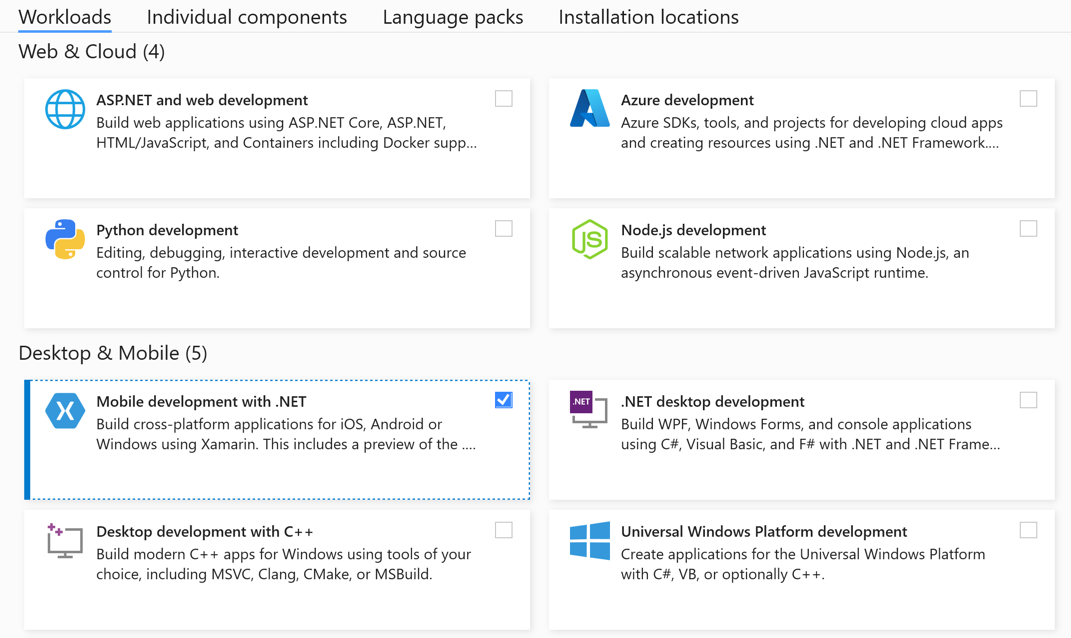 Workloads Individual components Language packs Installation locations
Web & Cloud (4)
ASP.NET and web development
Build web applications using ASP.NET Core, ASP.NET,
HTML/JavaScript, and Containers including Docker supp...
Azure development
Azure SDKs, tools, and projects for developing cloud apps
and creating resources using .NET and .NET Framework....
Python development
Editing, debugging, interactive development and source
control for Python.
JS
Node.js development
Build scalable network applications using Node.js, an
asynchronous event-driven JavaScript runtime.
Desktop & Mobile (5)
Mobile development with .NET
Build cross-platform applications for iOS, Android or
Windows using Xamarin. This includes a preview of the ....
.NET
.NET desktop development
Build WPF, Windows Forms, and console applications
using C#, Visual Basic, and F# with .NET and .NET Frame...
Desktop development with C++
Build modern C++ apps for Windows using tools of your
choice, including MSVC, Clang, CMake, or MSBuild.
Universal Windows Platform development
Create applications for the Universal Windows Platform
with C#, VB, or optionally C++.